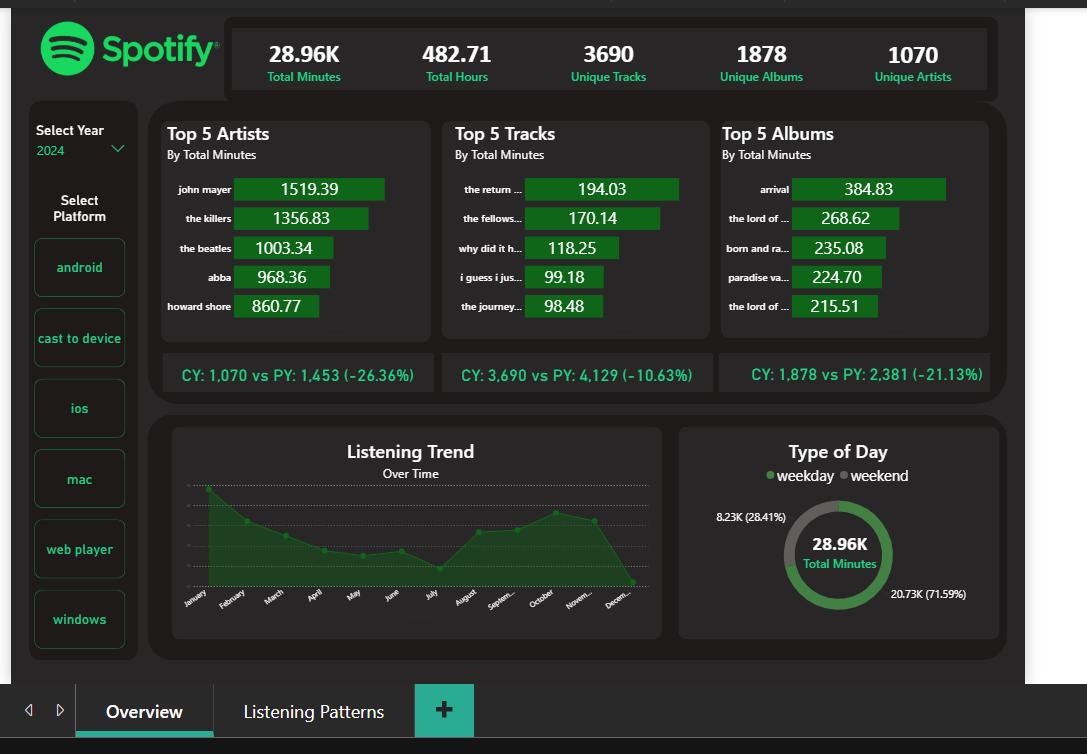 Spotify®
28.96K
Total Minutes
482.71
Total Hours
3690
Unique Tracks
1878
Unique Albums
1070
Unique Artists
Select Year
2024
Select
Platform
android
cast to device
ios
mac
web player
windows
Top 5 Artists
By Total Minutes
john mayer 1519.39
the killers 1356.83
the beatles 1003.34
abba 968.36
howard shore 860.77
Top 5 Tracks
By Total Minutes
the return ... 194.03
the fellows... 170.14
why did it h... 118.25
i guess i jus... 99.18
the journey... 98.48
Top 5 Albums
By Total Minutes
arrival 384.83
the lord of ... 268.62
born and ra... 235.08
paradise va... 224.70
the lord of ... 215.51
CY: 1,070 vs PY: 1,453 (-26.36%)
CY: 3,690 vs PY: 4,129 (-10.63%)
CY: 1,878 vs PY: 2,381 (-21.13%)
Listening Trend
Over Time
January February March April May June July August Septem... October Novem... Decem...
Type of Day
weekday weekend
8.23K (28.41%)
28.96K
Total Minutes
20.73K (71.59%)
Overview Listening Patterns +